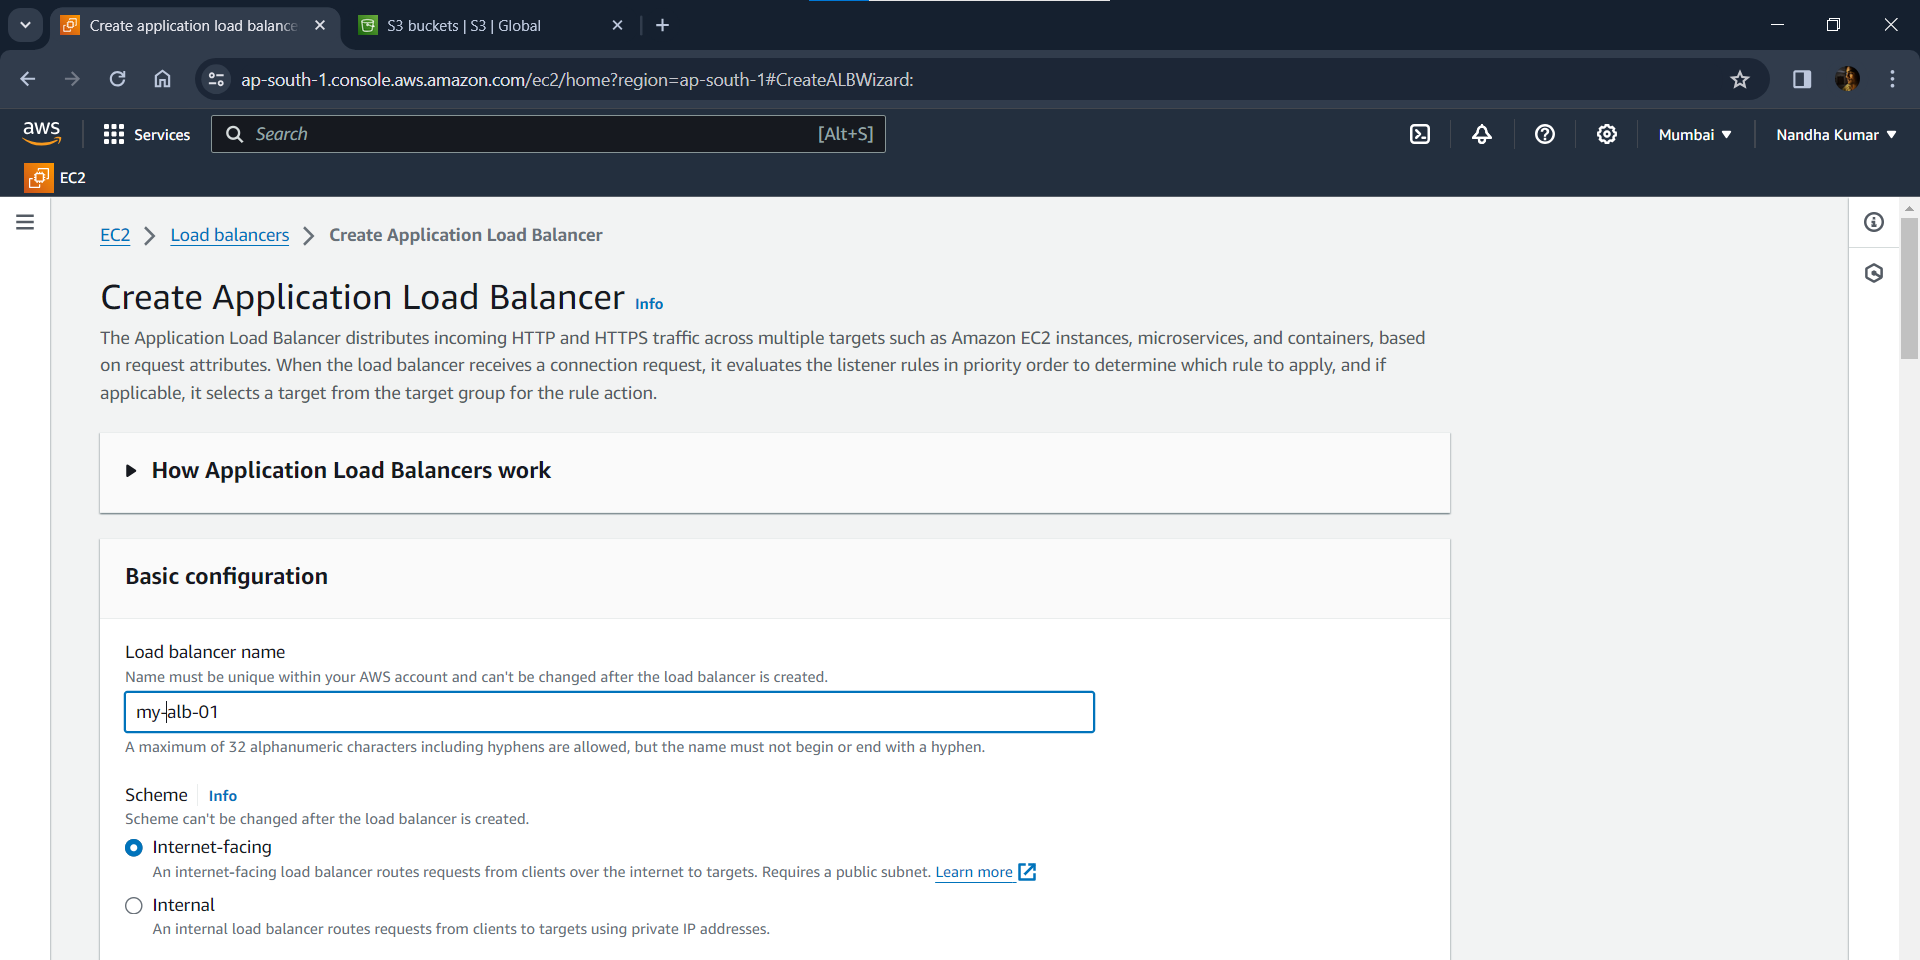 Create application load balance
S3 buckets | S3 | Global
ap-south-1.console.aws.amazon.com/ec2/home?region=ap-south-1#CreateALBWizard:
aws
Services
Search
[Alt+S]
Mumbai
Nandha Kumar
EC2
EC2
Load balancers
Create Application Load Balancer
Create Application Load Balancer Info
The Application Load Balancer distributes incoming HTTP and HTTPS traffic across multiple targets such as Amazon EC2 instances, microservices, and containers, based
on request attributes. When the load balancer receives a connection request, it evaluates the listener rules in priority order to determine which rule to apply, and if
applicable, it selects a target from the target group for the rule action.
How Application Load Balancers work
Basic configuration
Load balancer name
Name must be unique within your AWS account and can't be changed after the load balancer is created.
my-alb-01
A maximum of 32 alphanumeric characters including hyphens are allowed, but the name must not begin or end with a hyphen.
Scheme Info
Scheme can't be changed after the load balancer is created.
Internet-facing
An internet-facing load balancer routes requests from clients over the internet to targets. Requires a public subnet. Learn more
Internal
An internal load balancer routes requests from clients to targets using private IP addresses.